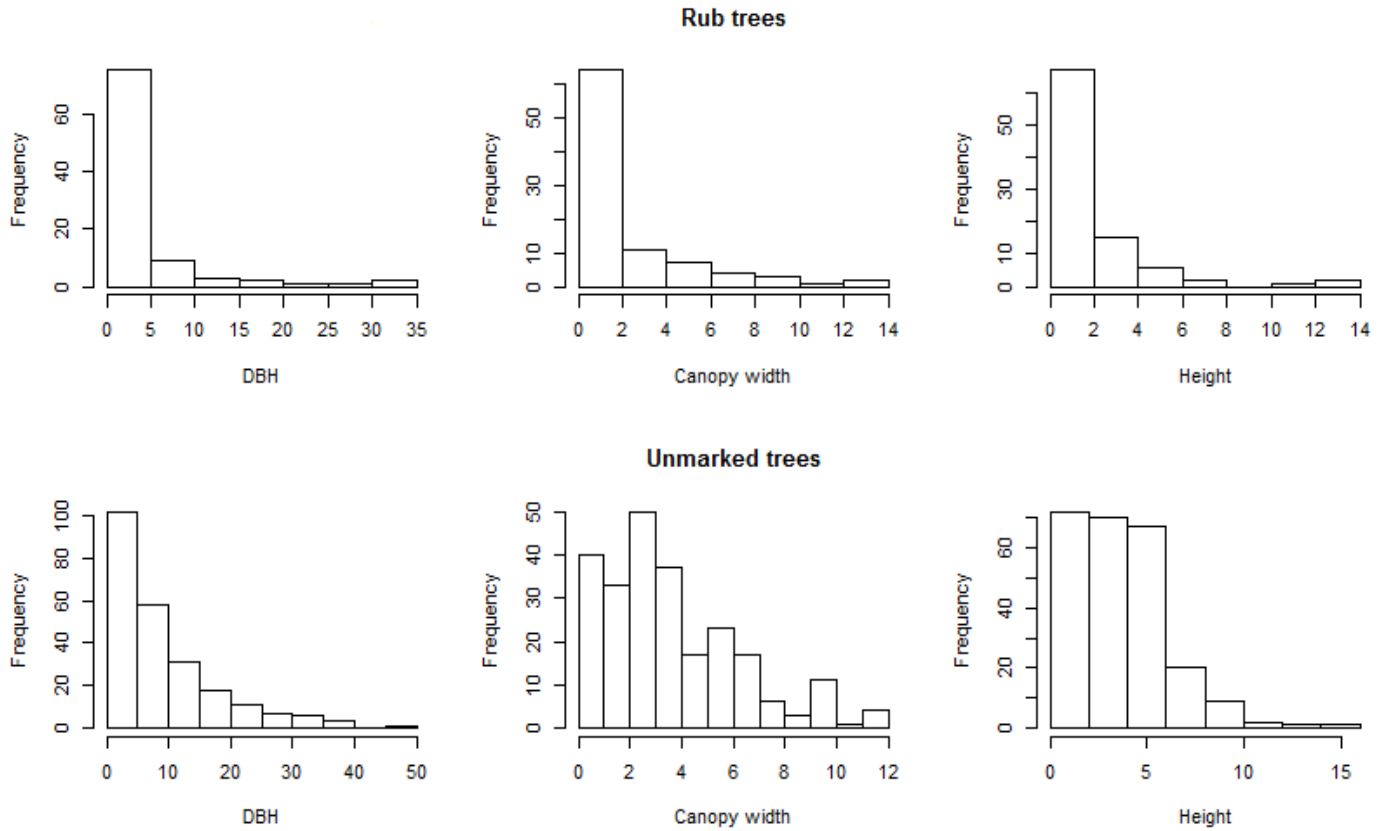 Rub trees
Frequency
0 20 40 60
0 5 10 15 20 25 30 35
DBH
Frequency
0 10 30 50
0 2 4 6 8 10 12 14
Canopy width
Frequency
0 10 30 50
0 2 4 6 8 10 12 14
Height
Unmarked trees
Frequency
0 20 40 60 80 100
0 10 20 30 40 50
DBH
Frequency
0 10 20 30 40 50
0 2 4 6 8 10 12
Canopy width
Frequency
0 20 40 60
0 5 10 15
Height